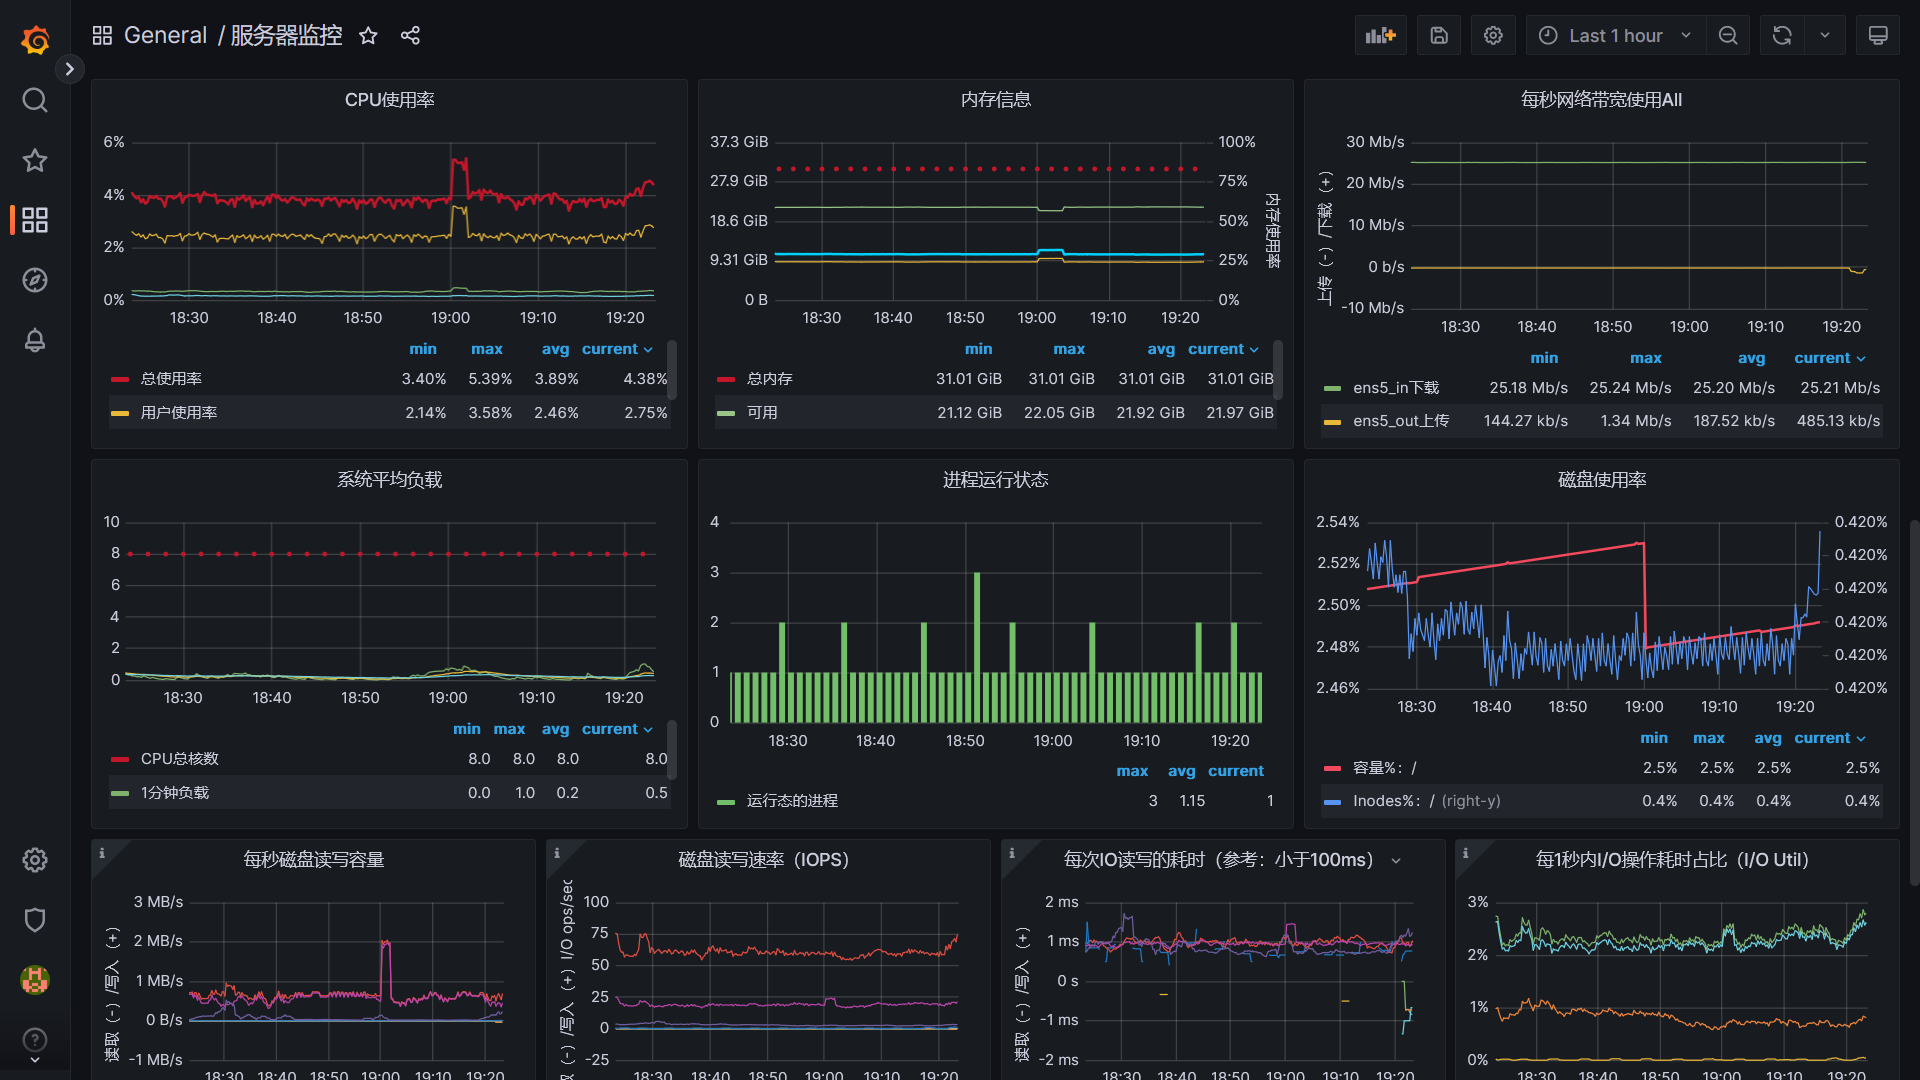 General / 服务器监控
Last 1 hour
CPU使用率
6%
4%
2%
0%
18:30 18:40 18:50 19:00 19:10 19:20
min max avg current
总使用率 3.40% 5.39% 3.89% 4.38%
用户使用率 2.14% 3.58% 2.46% 2.75%
内存信息
37.3 GiB 100%
27.9 GiB 75%
18.6 GiB 50%
9.31 GiB 25%
0 B 0%
内存使用率
18:30 18:40 18:50 19:00 19:10 19:20
min max avg current
总内存 31.01 GiB 31.01 GiB 31.01 GiB 31.01 GiB
可用 21.12 GiB 22.05 GiB 21.92 GiB 21.97 GiB
每秒网络带宽使用All
上传（-）/下载（+）
30 Mb/s
20 Mb/s
10 Mb/s
0 b/s
-10 Mb/s
18:30 18:40 18:50 19:00 19:10 19:20
min max avg current
ens5_in下载 25.18 Mb/s 25.24 Mb/s 25.20 Mb/s 25.21 Mb/s
ens5_out上传 144.27 kb/s 1.34 Mb/s 187.52 kb/s 485.13 kb/s
系统平均负载
10
8
6
4
2
0
18:30 18:40 18:50 19:00 19:10 19:20
min max avg current
CPU总核数 8.0 8.0 8.0 8.0
1分钟负载 0.0 1.0 0.2 0.5
进程运行状态
4
3
2
1
0
18:30 18:40 18:50 19:00 19:10 19:20
max avg current
运行态的进程 3 1.15 1
磁盘使用率
2.54% 0.420%
2.52% 0.420%
0.420%
2.50% 0.420%
2.48% 0.420%
2.46% 0.420%
18:30 18:40 18:50 19:00 19:10 19:20
min max avg current
容量%：/ 2.5% 2.5% 2.5% 2.5%
Inodes%：/ (right-y) 0.4% 0.4% 0.4% 0.4%
每秒磁盘读写容量
读取（-）/写入（+）
3 MB/s
2 MB/s
1 MB/s
0 B/s
-1 MB/s
18:30 18:40 18:50 19:00 19:10 19:20
磁盘读写速率（IOPS）
取（-）/写入（+）I/O ops/sec
100
75
50
25
0
-25
18:30 18:40 18:50 19:00 19:10 19:20
每次IO读写的耗时（参考：小于100ms）
读取（-）/写入（+）
2 ms
1 ms
0 s
-1 ms
-2 ms
18:30 18:40 18:50 19:00 19:10 19:20
每1秒内I/O操作耗时占比（I/O Util）
3%
2%
1%
0%
18:30 18:40 18:50 19:00 19:10 19:20